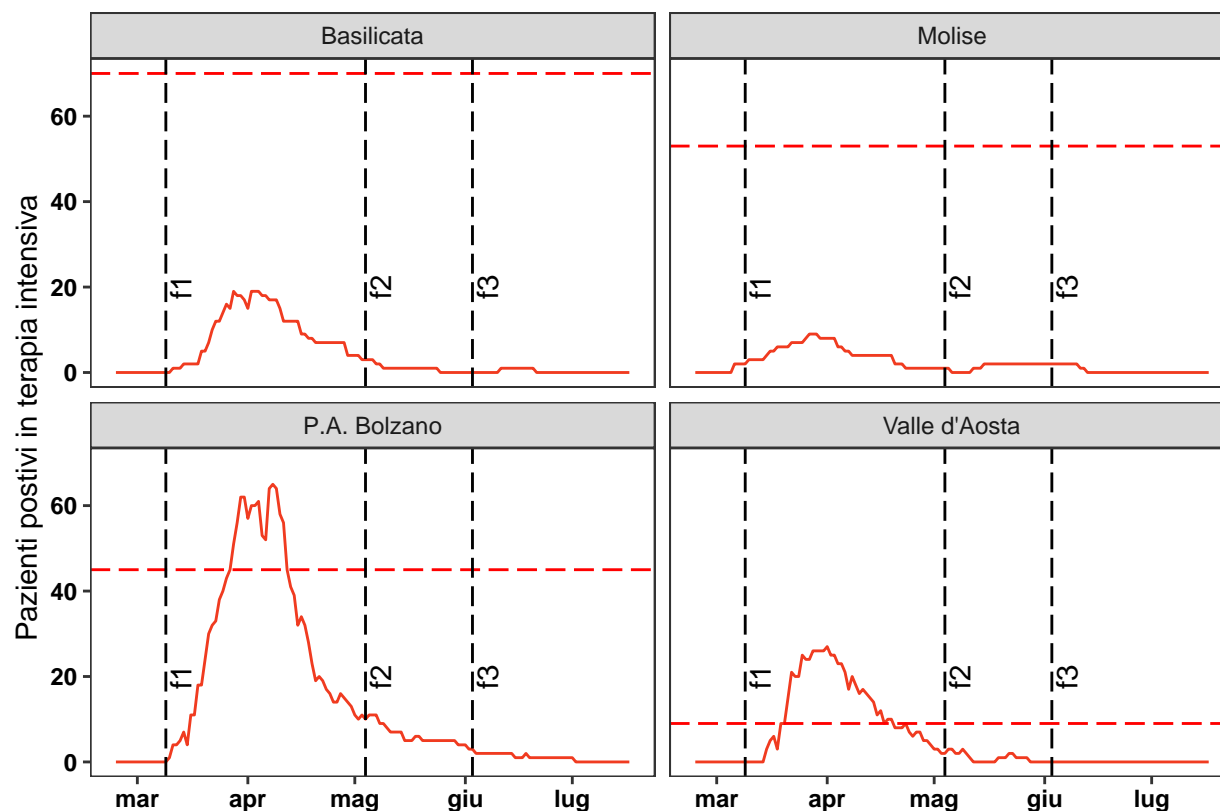 Basilicata
Molise
Pazienti postivi in terapia intensiva
60
40
20
0
f1
f2
f3
f1
f2
f3
P.A. Bolzano
Valle d'Aosta
60
40
20
0
f1
f2
f3
f1
f2
f3
mar apr mag giu lug
mar apr mag giu lug